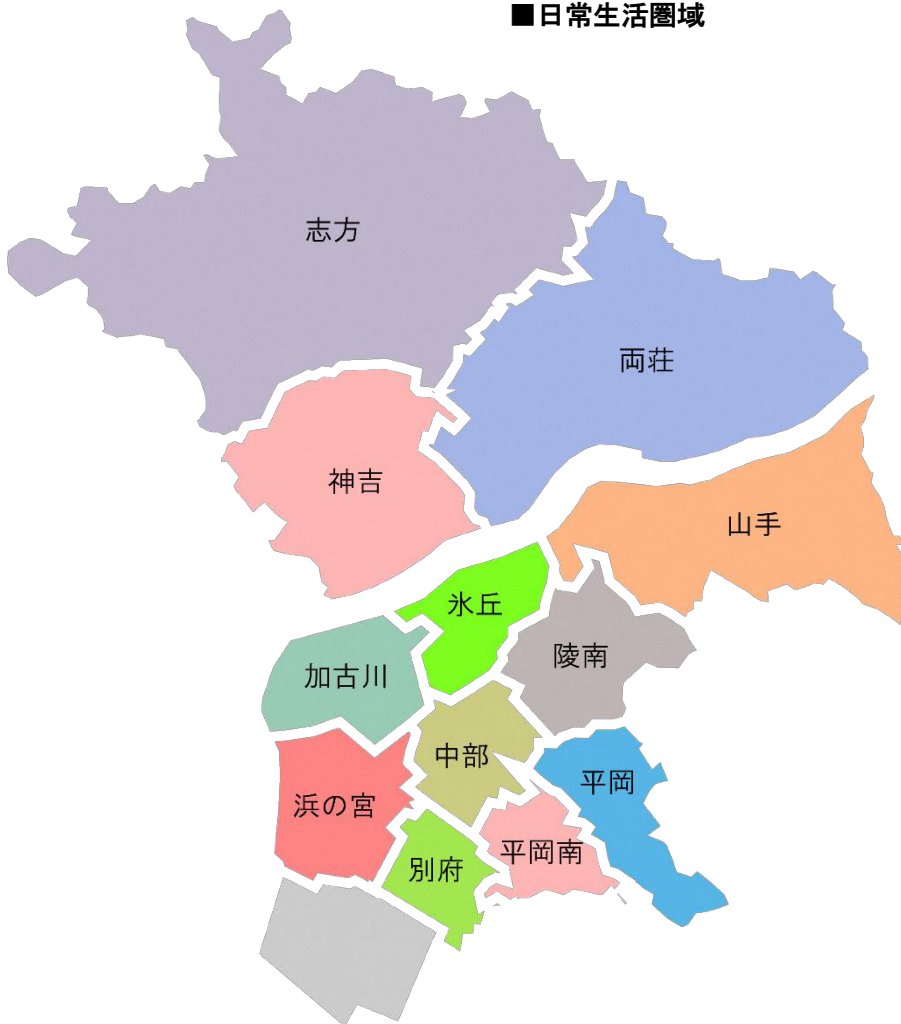 ■日常生活圏域
志方
両荘
神吉
山手
氷丘
陵南
加古川
中部
平岡
浜の宮
平岡南
別府